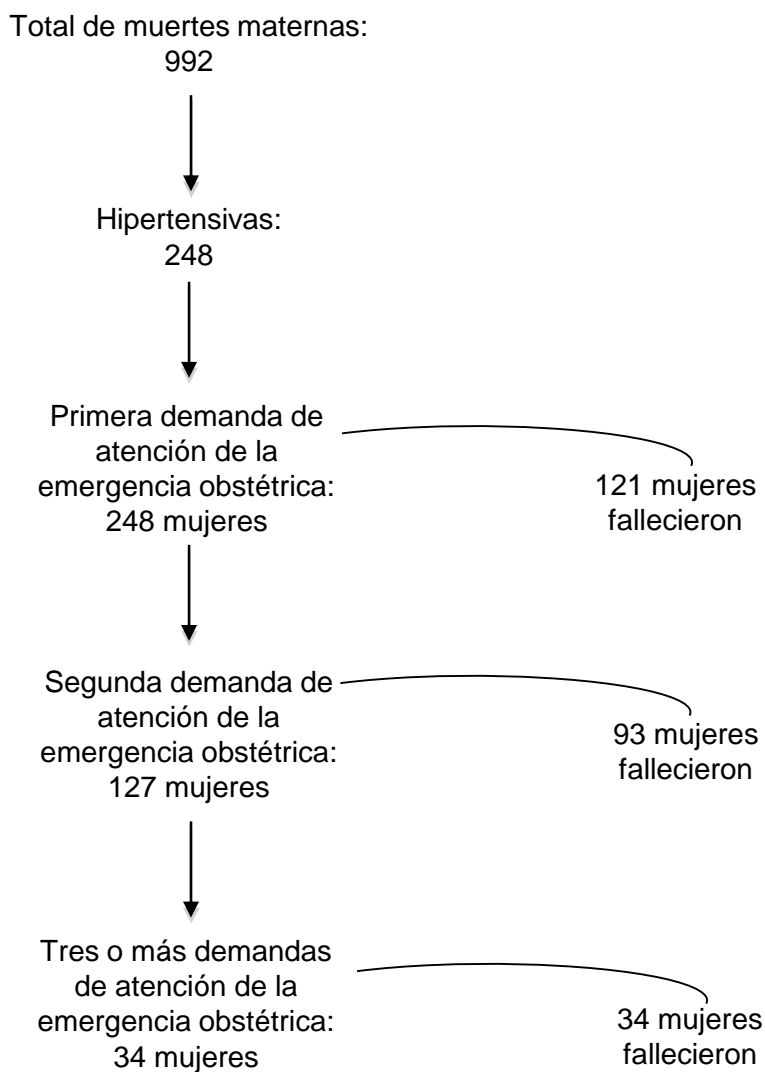 Total de muertes maternas:
992
Hipertensivas:
248
Primera demanda de
atención de la
emergencia obstétrica:
248 mujeres
121 mujeres
fallecieron
Segunda demanda de
atención de la
emergencia obstétrica:
127 mujeres
93 mujeres
fallecieron
Tres o más demandas
de atención de la
emergencia obstétrica:
34 mujeres
34 mujeres
fallecieron